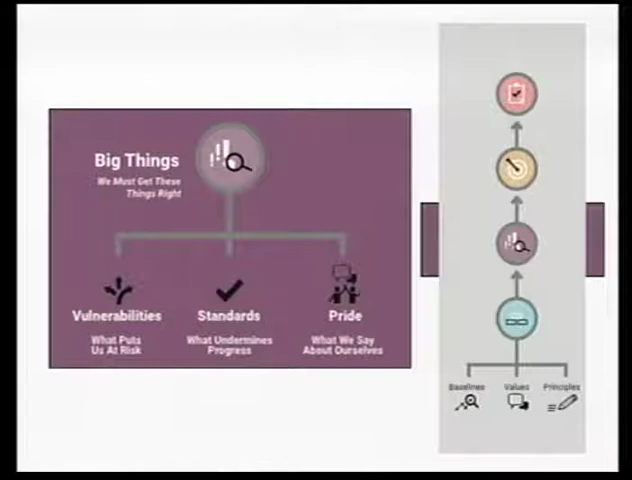 Big Things
We Must Get These
Things Right
Vulnerabilities
What Puts
Us At Risk
Standards
What Undermines
Progress
Pride
What We Say
About Ourselves
Baselines
Values
Principles